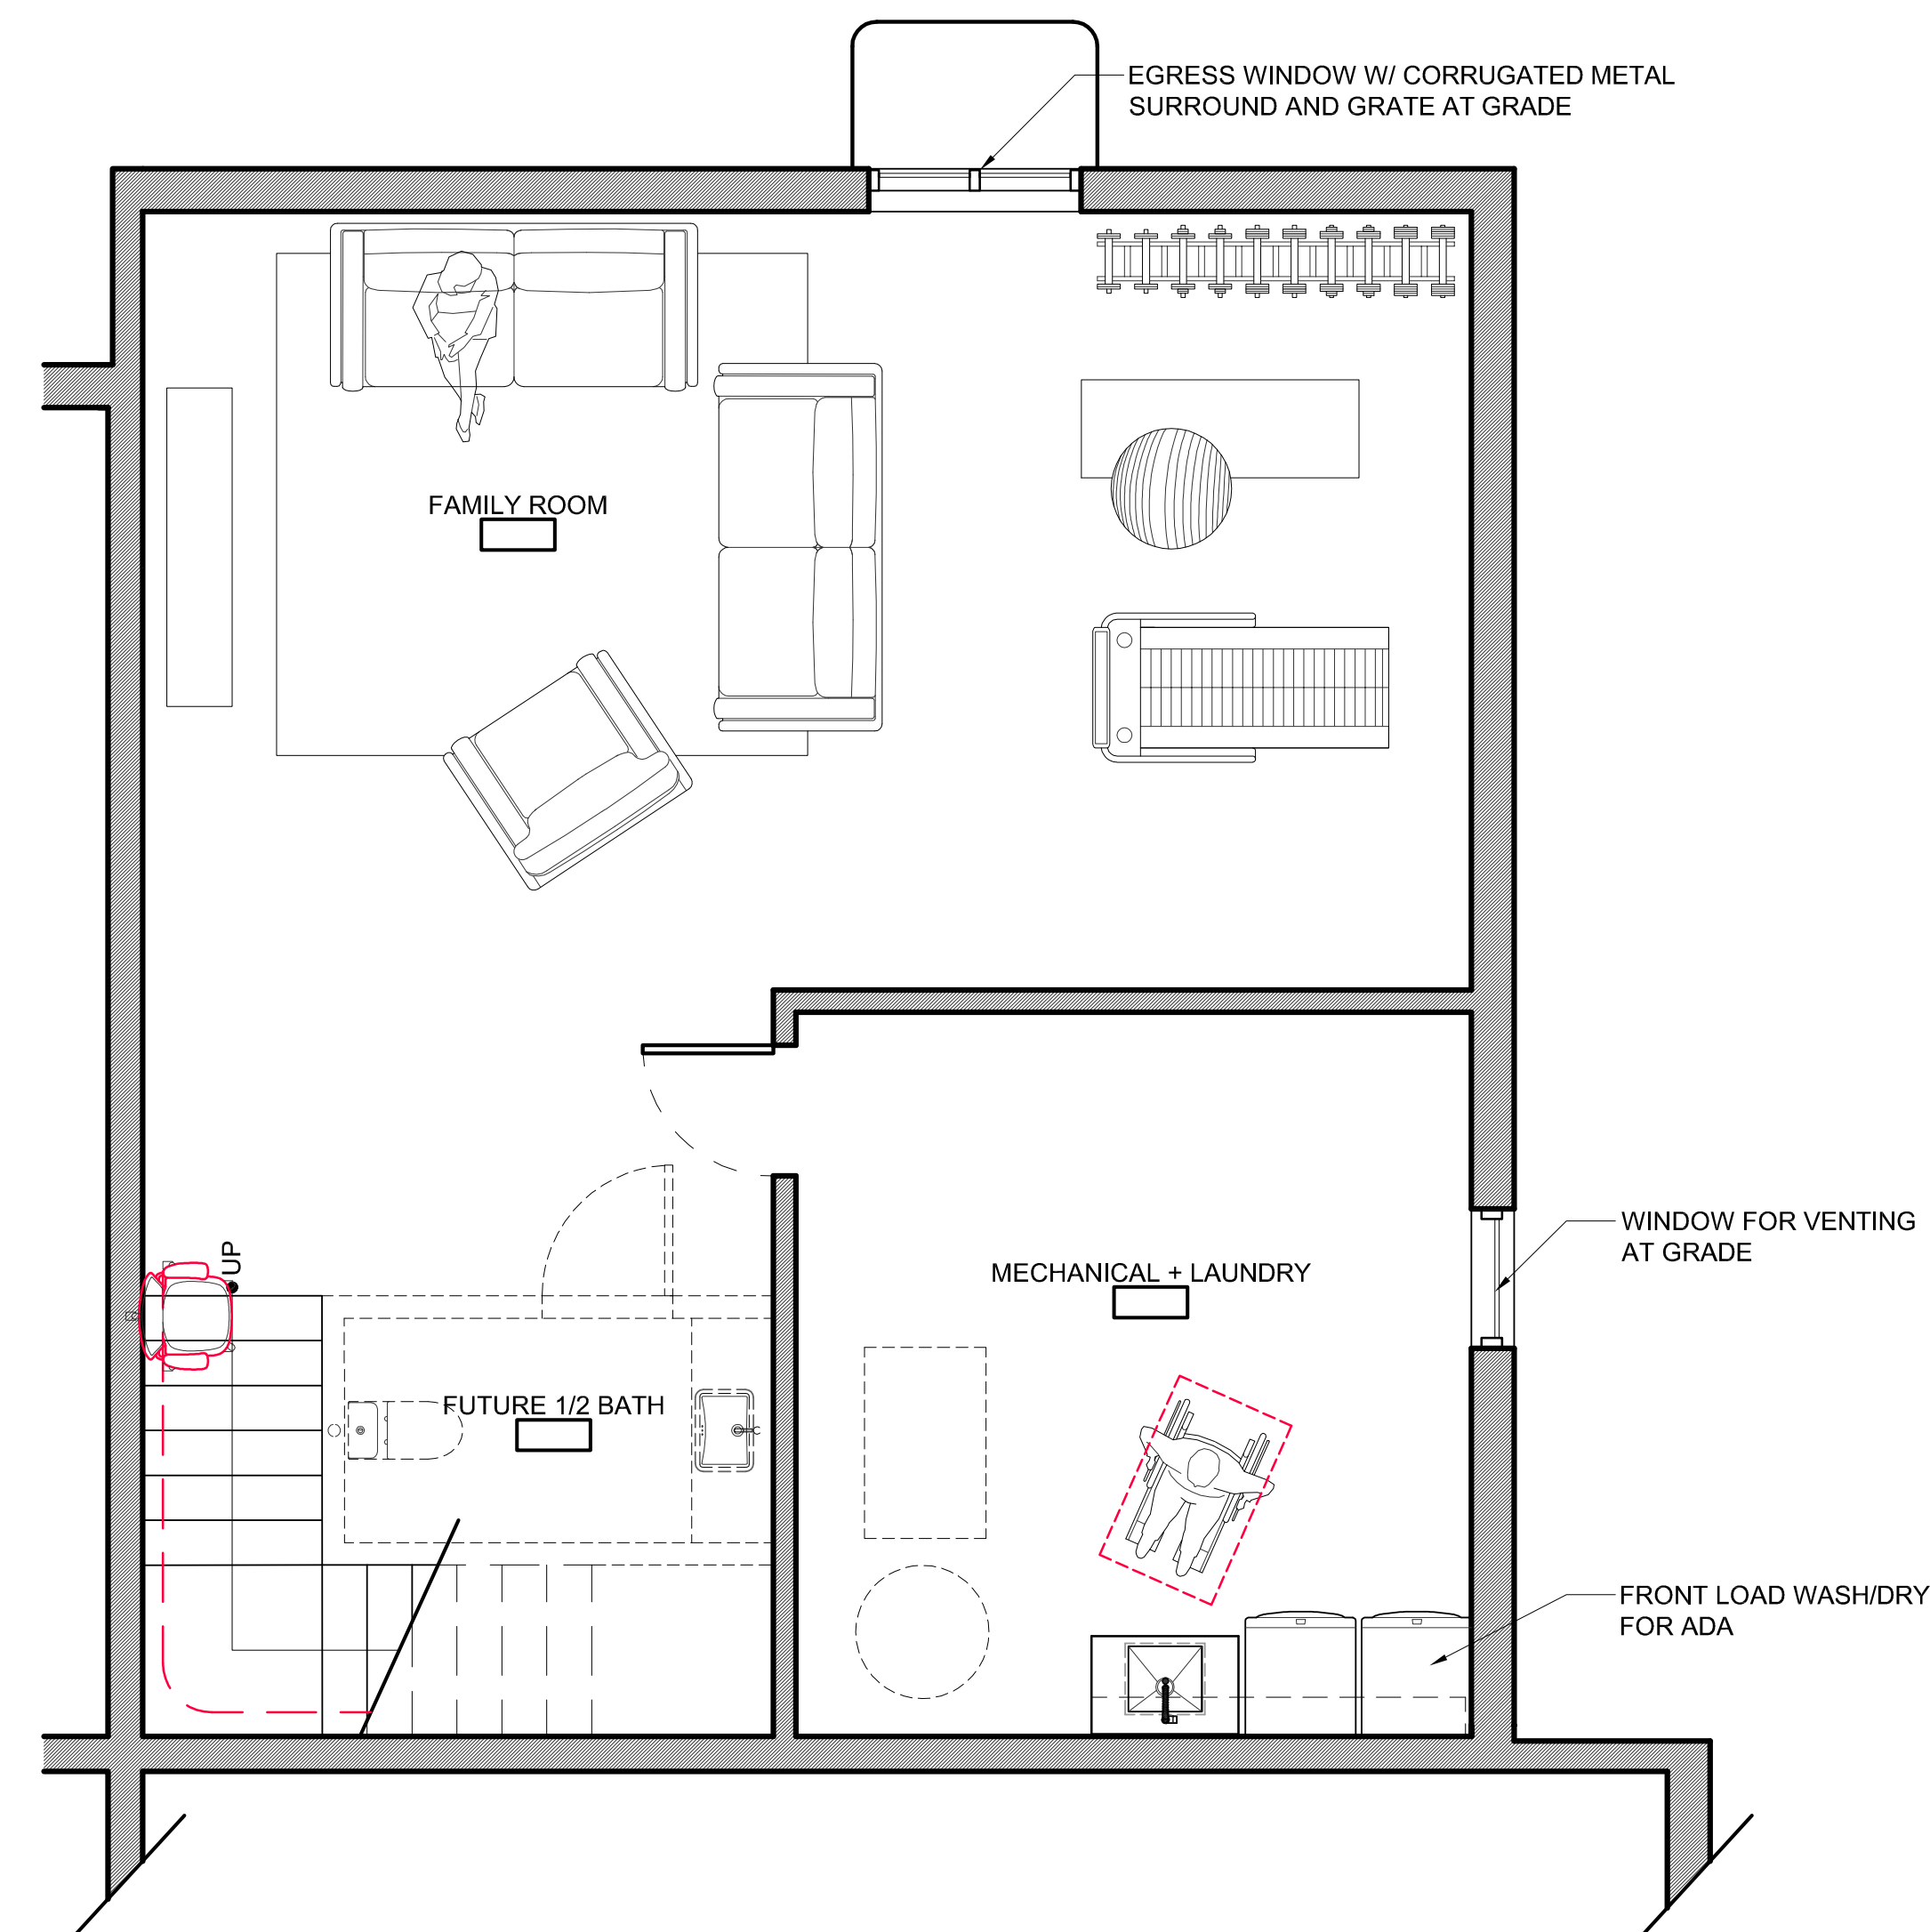 EGRESS WINDOW W/ CORRUGATED METAL
SURROUND AND GRATE AT GRADE
FAMILY ROOM
UP
WINDOW FOR VENTING
AT GRADE
MECHANICAL + LAUNDRY
FUTURE 1/2 BATH
FRONT LOAD WASH/DRY
FOR ADA